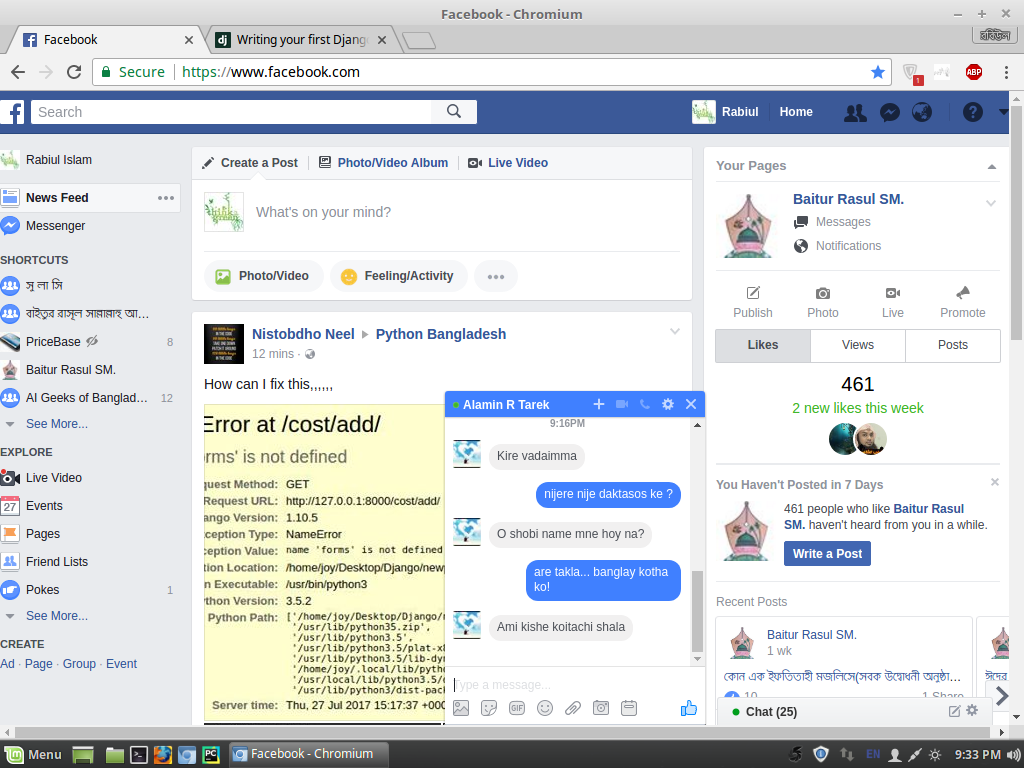 Facebook - Chromium
Facebook
Writing your first Djang
রবিউল
Secure
https://www.facebook.com
1
ABP
Search
Rabiul
Home
Rabiul Islam
News Feed
Messenger
SHORTCUTS
সু লা সি
বাইতুর রাসূল সাল্লাল্লাহু আ...
PriceBase
8
Baitur Rasul SM.
AI Geeks of Banglad...
12
See More...
EXPLORE
Live Video
27
Events
Pages
Friend Lists
Pokes
1
See More...
CREATE
Ad · Page · Group · Event
Create a Post
Photo/Video Album
Live Video
think green
What's on your mind?
Photo/Video
Feeling/Activity
Nistobdho Neel
Python Bangladesh
12 mins ·
How can I fix this,,,,,,
Error at /cost/add/
orms' is not defined
quest Method: GET
Request URL: http://127.0.0.1:8000/cost/add/
ango Version: 1.10.5
ception Type: NameError
ception Value: name 'forms' is not defined
tion Location: /home/joy/Desktop/Django/new
n Executable: /usr/bin/python3
ython Version: 3.5.2
Python Path: ['/home/joy/Desktop/Django/
'/usr/lib/python35.zip',
'/usr/lib/python3.5',
'/usr/lib/python3.5/plat-x8
'/usr/lib/python3.5/lib-dyn
'/home/joy/.local/lib/pytho
'/usr/local/lib/python3.5/d
'/usr/lib/python3/dist-pack
Server time: Thu, 27 Jul 2017 15:17:37 +000
Alamin R Tarek
9:16PM
Kire vadaimma
nijere nije daktasos ke ?
O shobi name mne hoy na?
are takla... banglay kotha
ko!
Ami kishe koitachi shala
Type a message...
GIF
Your Pages
Baitur Rasul SM.
Messages
Notifications
Publish
Photo
Live
Promote
Likes
Views
Posts
461
2 new likes this week
You Haven't Posted in 7 Days
461 people who like Baitur Rasul
SM. haven't heard from you in a while.
Write a Post
Recent Posts
Baitur Rasul SM.
1 wk
কোন এক ইফতিতাহী মজলিসে(সবক উদ্বোধনী অনুষ্ঠা...
ঈদের
10
1 Share
Chat (25)
Menu
Facebook - Chromium
EN
9:33 PM